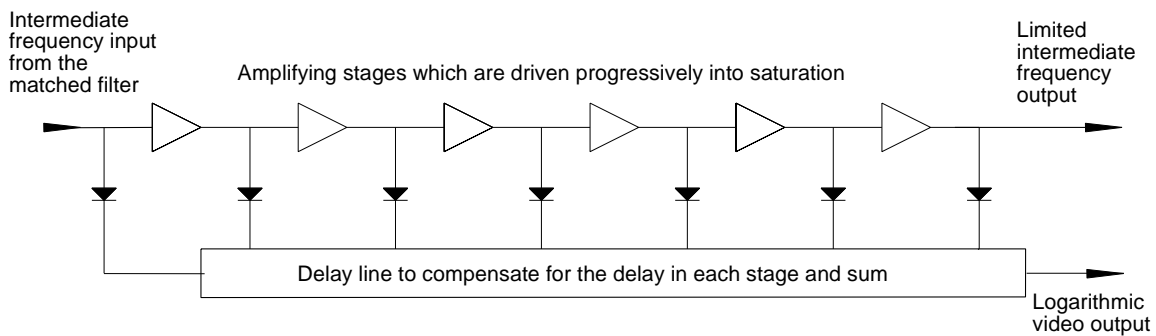 Intermediate
frequency input
from the
matched filter
Amplifying stages which are driven progressively into saturation
Limited
intermediate
frequency
output
Delay line to compensate for the delay in each stage and sum
Logarithmic
video output